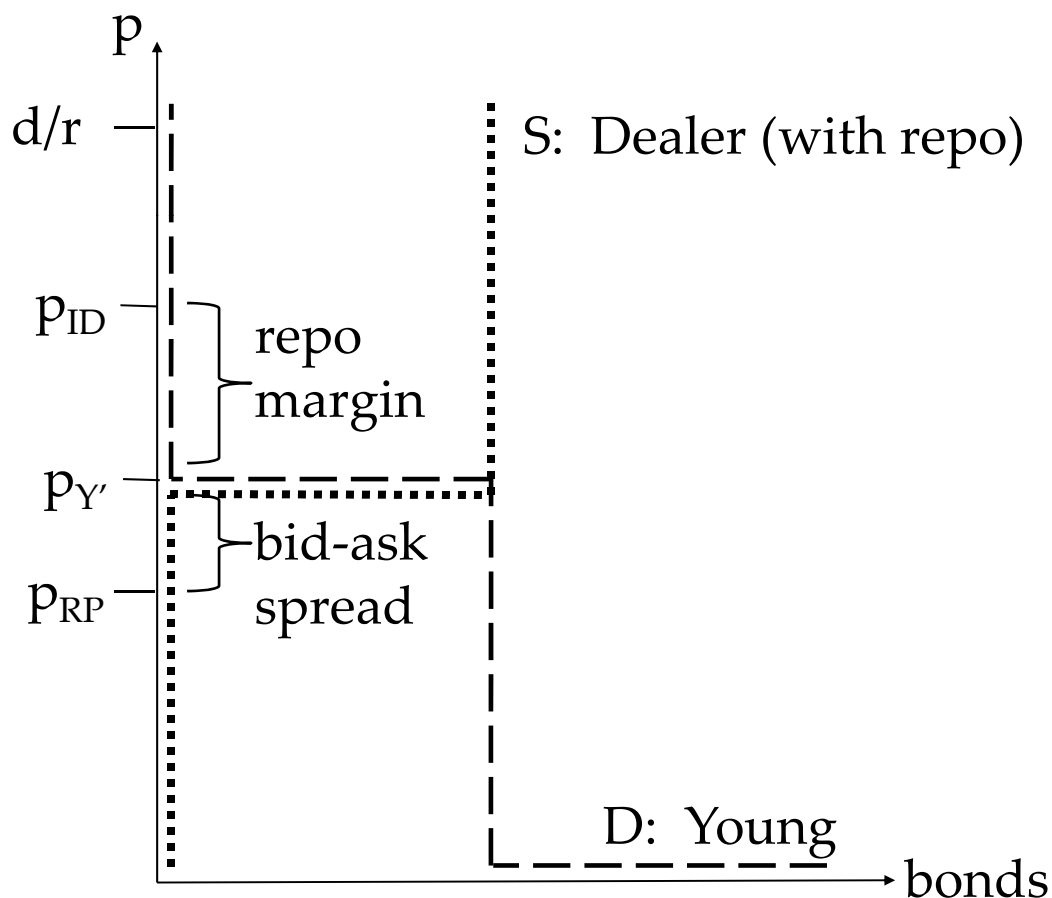 p
d/r
S: Dealer (with repo)
p_ID
repo
margin
p_Y'
bid-ask
spread
p_RP
D: Young
bonds